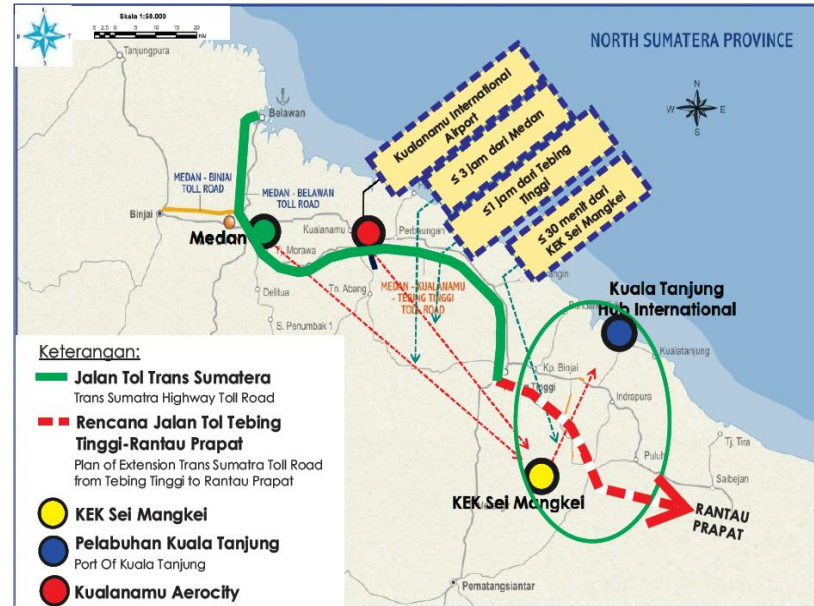 Skala 1:50.000
NORTH SUMATERA PROVINCE
N
W E
S
Tanjungpura
Belawan
MEDAN - BINJAI
TOLL ROAD
MEDAN - BELAWAN
TOLL ROAD
Binjai
Medan
Kualanamu
Perbaungan
Morawa
Delitua
Tn. Abang
S. Penumbak 1
MEDAN - KUALANAMU
- TEBING TINGGI
TOLL ROAD
Kualanamu International
Airport
≤ 3 jam dari Medan
≤1 jam dari Tebing
Tinggi
≤ 30 menit dari
KEK Sei Mangkei
Kuala Tanjung
Hub International
Kualatanjung
Kp. Binjai
Tinggi
Indrapura
Puluh
Tj. Tira
Saibejan
KEK Sei Mangkei
RANTAU
PRAPAT
Pematangsiantar
Keterangan:
Jalan Tol Trans Sumatera
Trans Sumatra Highway Toll Road
Rencana Jalan Tol Tebing
Tinggi-Rantau Prapat
Plan of Extension Trans Sumatra Toll Road
from Tebing Tinggi to Rantau Prapat
KEK Sei Mangkei
Pelabuhan Kuala Tanjung
Port Of Kuala Tanjung
Kualanamu Aerocity